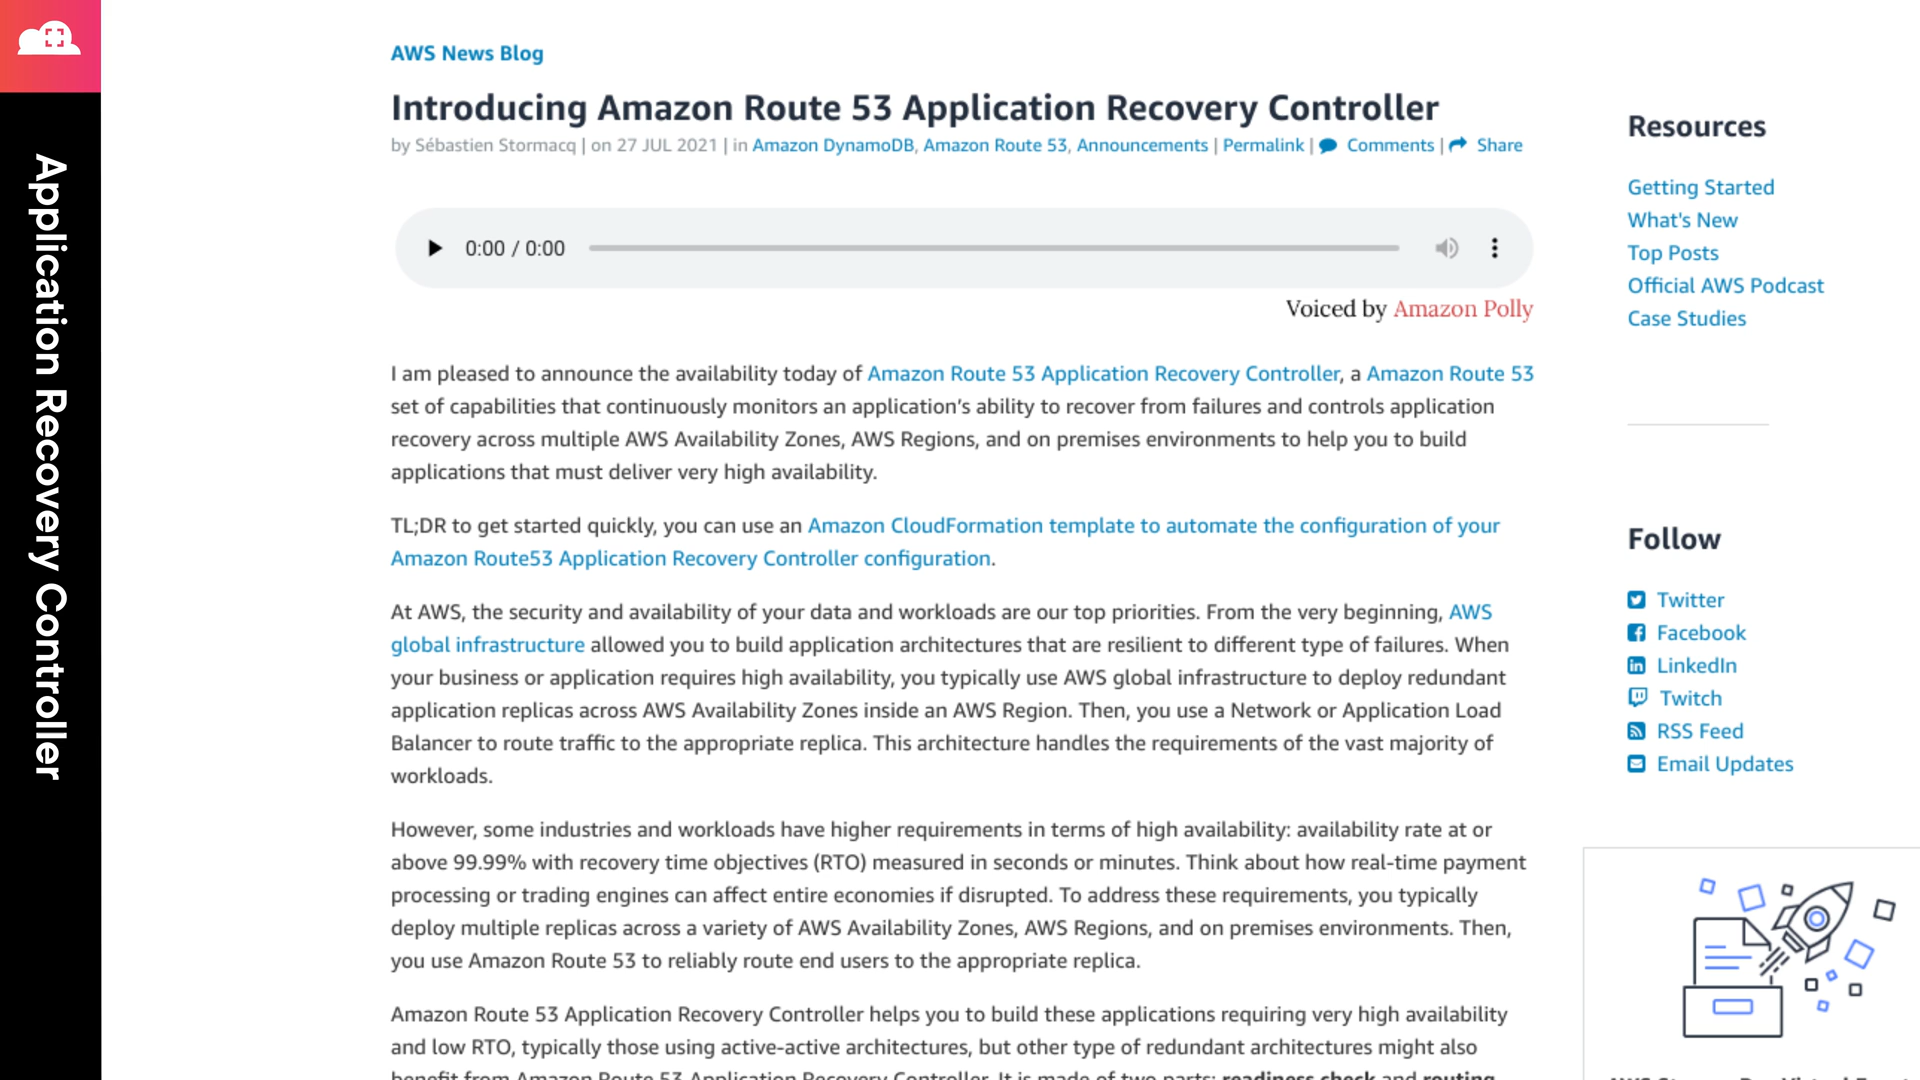 Application Recovery Controller
AWS News Blog
Introducing Amazon Route 53 Application Recovery Controller
by Sébastien Stormacq | on 27 JUL 2021 | in Amazon DynamoDB, Amazon Route 53, Announcements | Permalink | Comments | Share
0:00 / 0:00
Voiced by Amazon Polly
I am pleased to announce the availability today of Amazon Route 53 Application Recovery Controller, a Amazon Route 53
set of capabilities that continuously monitors an application’s ability to recover from failures and controls application
recovery across multiple AWS Availability Zones, AWS Regions, and on premises environments to help you to build
applications that must deliver very high availability.
TL;DR to get started quickly, you can use an Amazon CloudFormation template to automate the configuration of your
Amazon Route53 Application Recovery Controller configuration.
At AWS, the security and availability of your data and workloads are our top priorities. From the very beginning, AWS
global infrastructure allowed you to build application architectures that are resilient to different type of failures. When
your business or application requires high availability, you typically use AWS global infrastructure to deploy redundant
application replicas across AWS Availability Zones inside an AWS Region. Then, you use a Network or Application Load
Balancer to route traffic to the appropriate replica. This architecture handles the requirements of the vast majority of
workloads.
However, some industries and workloads have higher requirements in terms of high availability: availability rate at or
above 99.99% with recovery time objectives (RTO) measured in seconds or minutes. Think about how real-time payment
processing or trading engines can affect entire economies if disrupted. To address these requirements, you typically
deploy multiple replicas across a variety of AWS Availability Zones, AWS Regions, and on premises environments. Then,
you use Amazon Route 53 to reliably route end users to the appropriate replica.
Amazon Route 53 Application Recovery Controller helps you to build these applications requiring very high availability
and low RTO, typically those using active-active architectures, but other type of redundant architectures might also
benefit from Amazon Route 53 Application Recovery Controller. It is made of two parts: readiness check and routing
Resources
Getting Started
What's New
Top Posts
Official AWS Podcast
Case Studies
Follow
Twitter
Facebook
LinkedIn
Twitch
RSS Feed
Email Updates